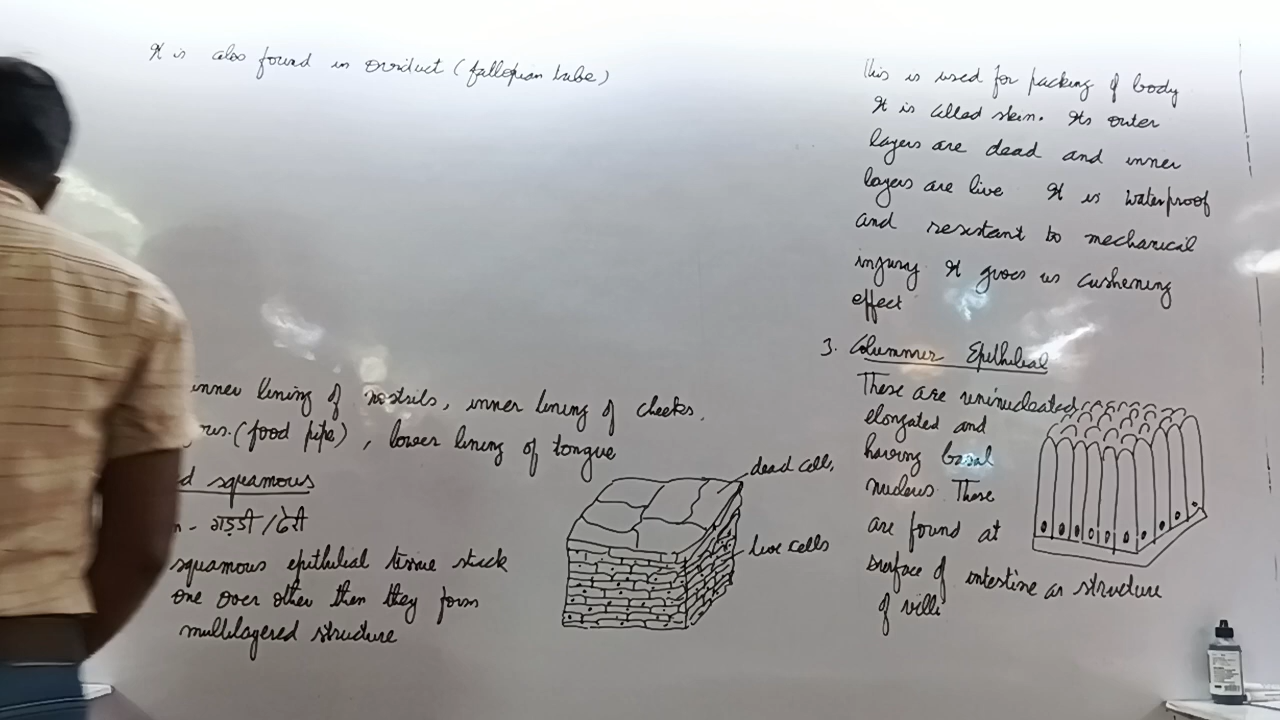 It is also found in oviduct (fallopian tube)
inner lining of nostrils, inner lining of cheeks,
(food pipe), lower lining of tongue
d squamous
गड्डी / ढेरी
squamous epithelial tissue stack
one over other then they form
multilayered structure
dead cells,
live cells
This is used for packing of body
It is called skin. Its outer
layers are dead and inner
layers are live It is waterproof
and resistant to mechanical
injury It gives us cushening
effect
3. Columner Epithelial
These are uninucleated,
elongated and
having basal
nucleus These
are found at
surface of intestine as structure
of villi